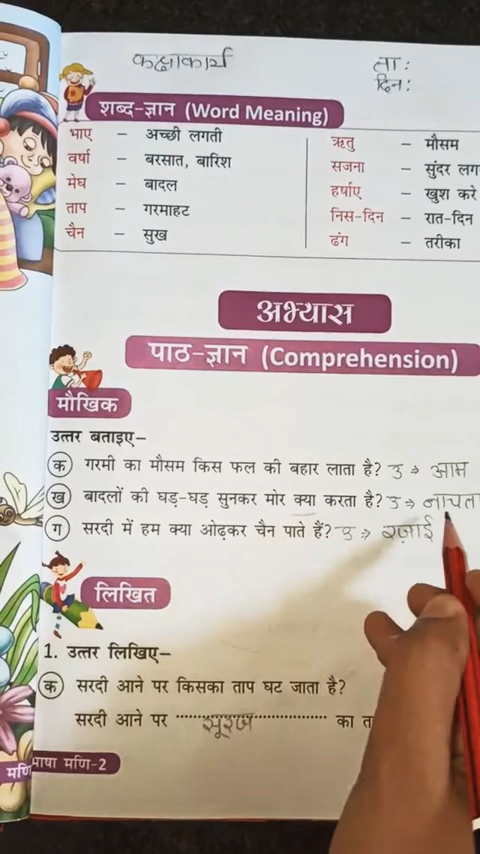 कक्षाकार्य ता:
दिन:
शब्द-ज्ञान (Word Meaning)
भाए – अच्छी लगती ऋतु – मौसम
वर्षा – बरसात, बारिश सजना – सुंदर लग
मेघ – बादल हर्षाए – खुश करे
ताप – गरमाहट निस-दिन – रात-दिन
चैन – सुख ढंग – तरीका
अभ्यास
पाठ-ज्ञान (Comprehension)
मौखिक
उत्तर बताइए–
क गरमी का मौसम किस फल की बहार लाता है? उ → आम
ख बादलों की घड़-घड़ सुनकर मोर क्या करता है? उ → नाचता
ग सरदी में हम क्या ओढ़कर चैन पाते हैं? उ → रज़ाई
लिखित
1. उत्तर लिखिए–
क सरदी आने पर किसका ताप घट जाता है?
सरदी आने पर सूरज का त
भाषा मणि-2
मणि